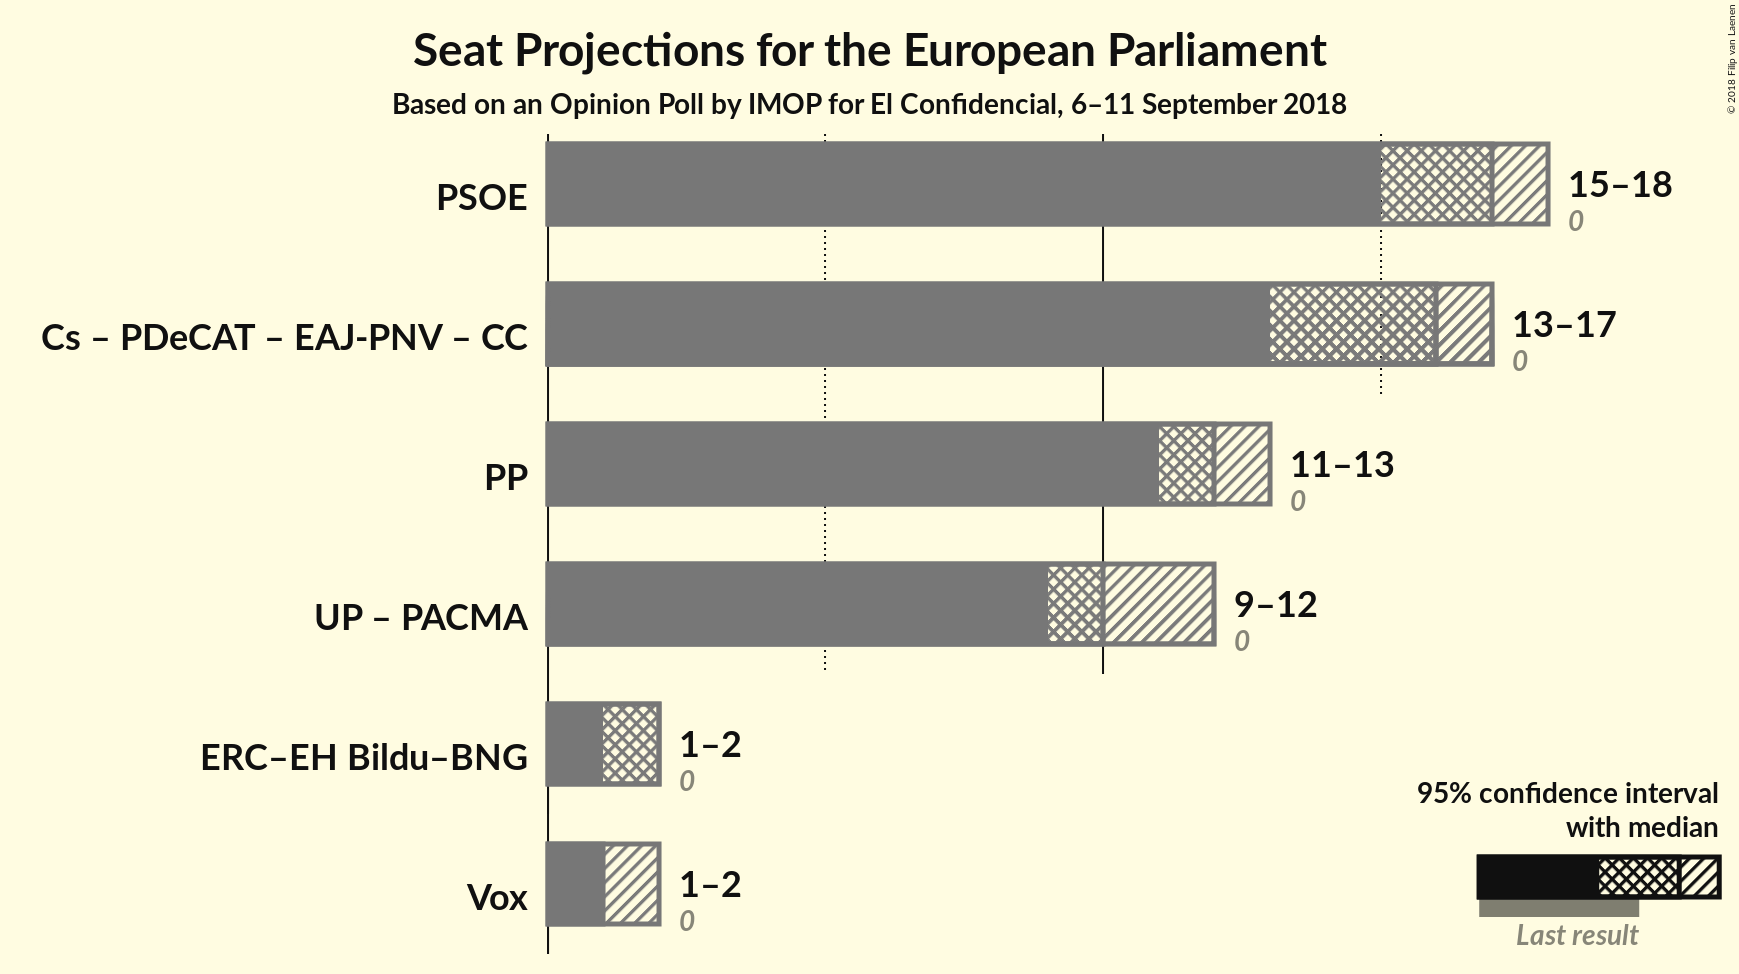 Seat Projections for the European Parliament
Based on an Opinion Poll by IMOP for El Confidencial, 6–11 September 2018
© 2018 Filip van Laenen
PSOE
15–18
0
Cs – PDeCAT – EAJ-PNV – CC
13–17
0
PP
11–13
0
UP – PACMA
9–12
0
ERC–EH Bildu–BNG
1–2
0
Vox
1–2
0
95% confidence interval
with median
Last result